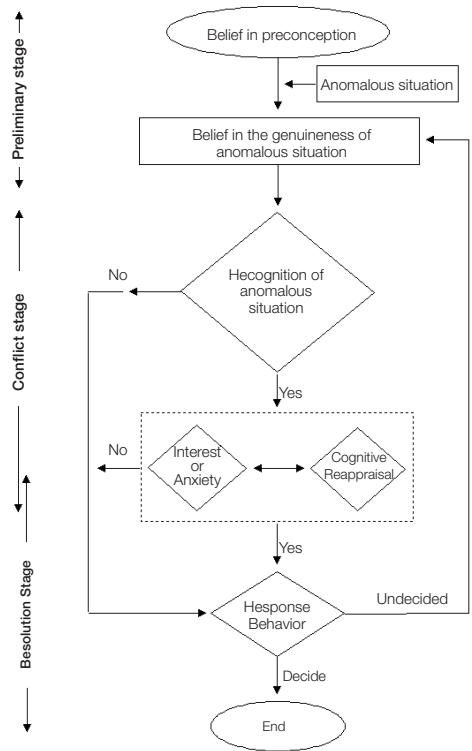 Preliminary stage
Belief in preconception
Anomalous situation
Belief in the genuineness of
anomalous situation
Conflict stage
No
Hecognition of
anomalous
situation
Yes
No
Interest
or
Anxiety
Cognitive
Reappraisal
Yes
Besolution Stage
Hesponse
Behavior
Undecided
Decide
End